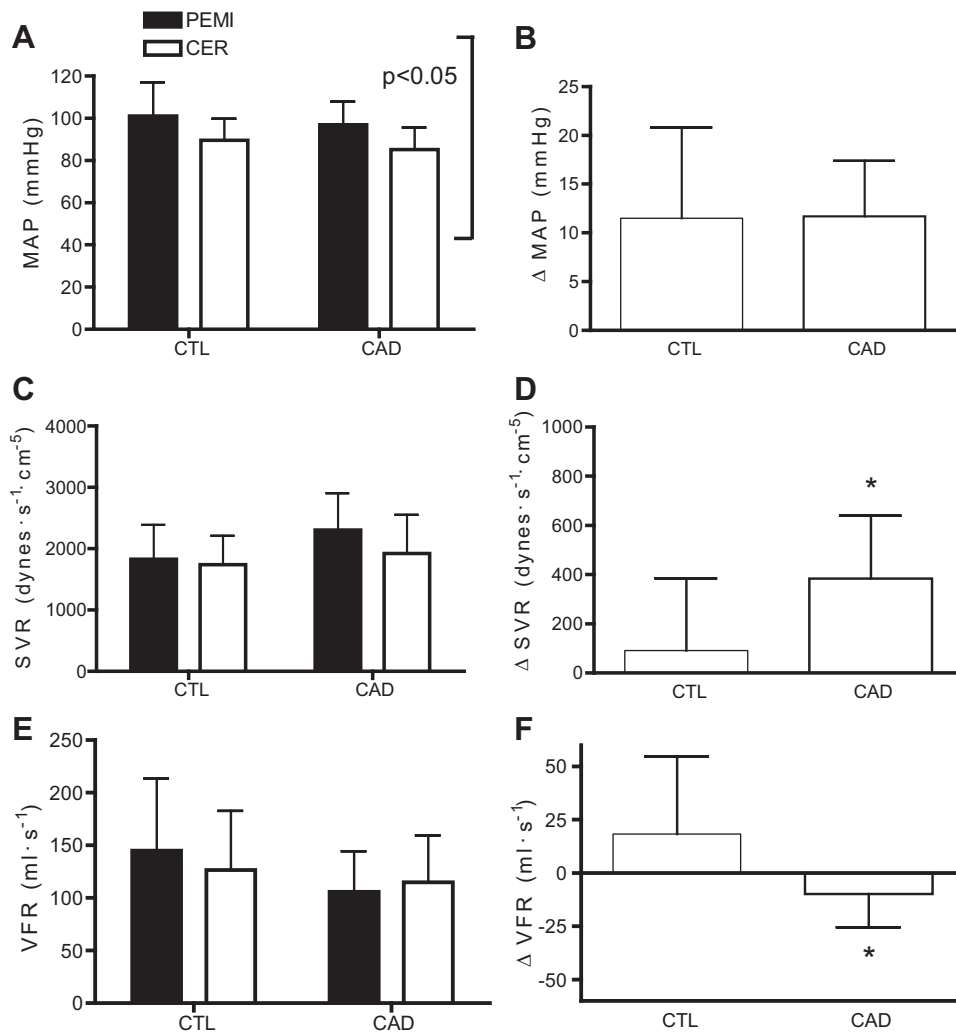 A
PEMI
CER
p<0.05
MAP (mmHg)
120
100
80
60
40
20
0
CTL CAD
B
Δ MAP (mmHg)
25
20
15
10
5
0
CTL CAD
C
SVR (dynes · s⁻¹· cm⁻⁵)
4000
3000
2000
1000
0
CTL CAD
D
Δ SVR (dynes · s⁻¹· cm⁻⁵)
1000
800
600
400
200
0
*
CTL CAD
E
VFR (ml · s⁻¹)
250
200
150
100
50
0
CTL CAD
F
Δ VFR (ml · s⁻¹)
50
25
0
-25
-50
*
CTL CAD